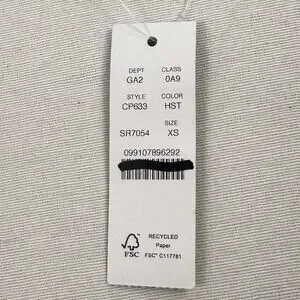 DEPT CLASS
GA2 0A9
STYLE COLOR
CP633 HST
SIZE
SR7054 XS
099107896292
FSC
RECYCLED
Paper
FSC® C117781